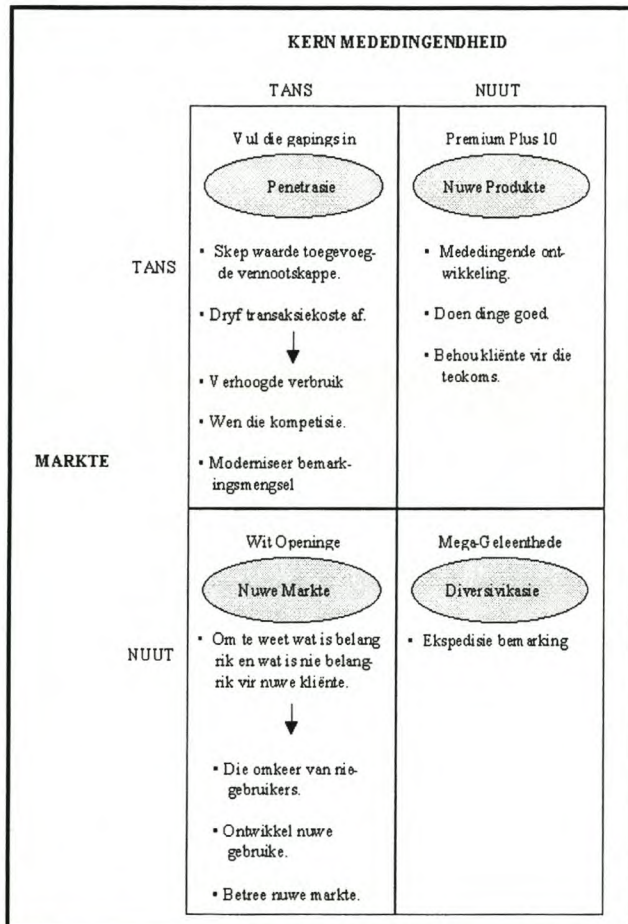 KERN MEDEDINGENDHEID
TANS
NUUT
Vul die gapings in
Penetrasie
▪ Skep waarde toegevoeg-
de vennootskappe.
▪ Dryf transaksiekoste af.
▪ Verhoogde verbruik
▪ Wen die kompetisie.
▪ Moderniseer bemark-
ingsmengsel
Premium Plus 10
Nuwe Produkte
▪ Mededingende ont-
wikkeling.
▪ Doen dinge goed.
▪ Behou kliënte vir die
teokoms.
TANS
MARKTE
NUUT
Wit Openinge
Nuwe Markte
▪ Om te weet wat is belang
rik en wat is nie belang-
rik vir nuwe kliënte.
▪ Die omkeer van nie-
gebruikers.
▪ Ontwikkel nuwe
gebruike.
▪ Betree nuwe markte.
Mega-Geleenthede
Diversivikasie
▪ Ekspedisie bemarking